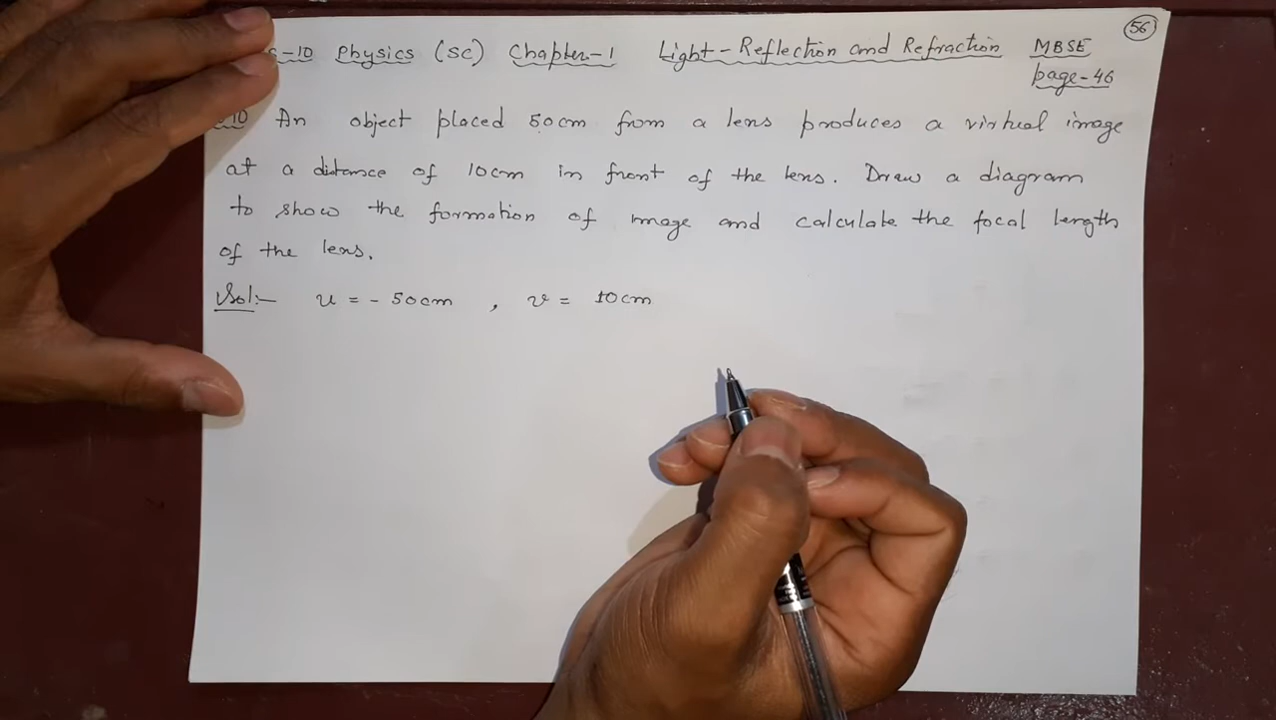 56
-10 Physics (SC) Chapter-1 Light-Reflection and Refraction MBSE
page-46
10 An object placed 50cm from a lens produces a virtual image
at a distance of 10cm in front of the lens. Draw a diagram
to show the formation of image and calculate the focal length
of the lens.
Sol:- u = - 50cm , v = 10cm